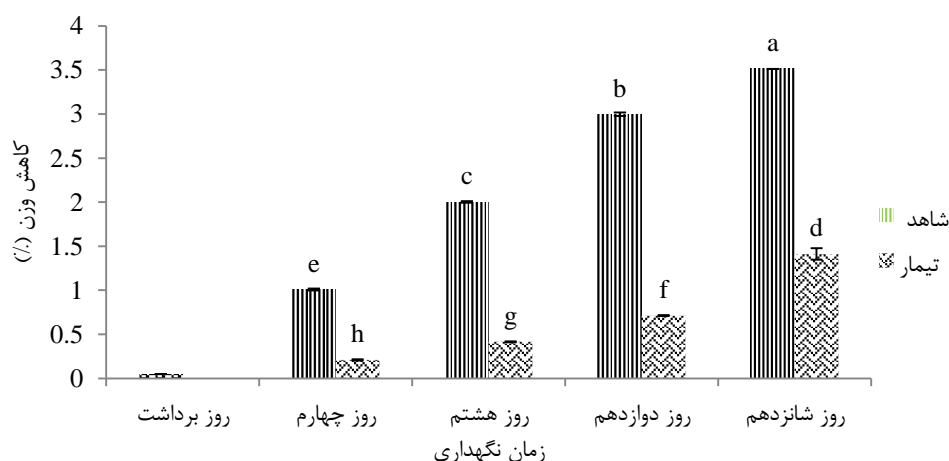 4
3.5
3
2.5
2
1.5
1
0.5
0
کاهش وزن (٪)
a
b
c
d
e
f
g
h
شاهد
تیمار
روز برداشت
روز چهارم
روز هشتم
روز دوازدهم
روز شانزدهم
زمان نگهداری